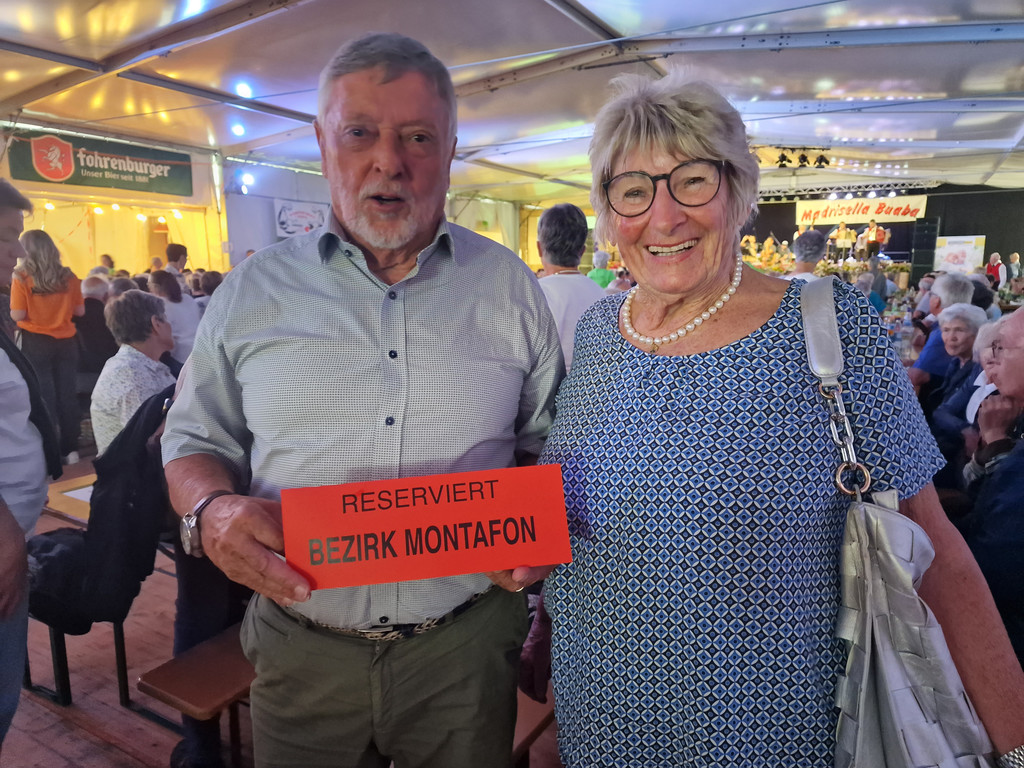 fohrenburger
Unser Bier seit 1881
Madrisella Buaba
RESERVIERT
BEZIRK MONTAFON